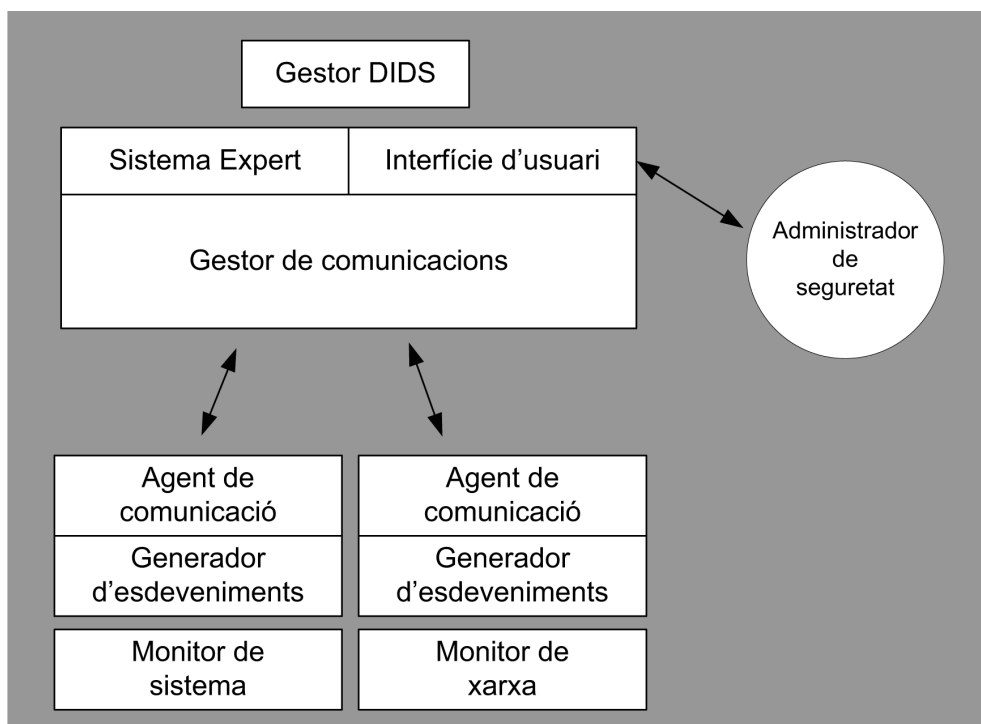 Gestor DIDS
Sistema Expert
Interfície d'usuari
Gestor de comunicacions
Administrador
de
seguretat
Agent de
comunicació
Generador
d'esdeveniments
Monitor de
sistema
Agent de
comunicació
Generador
d'esdeveniments
Monitor de
xarxa